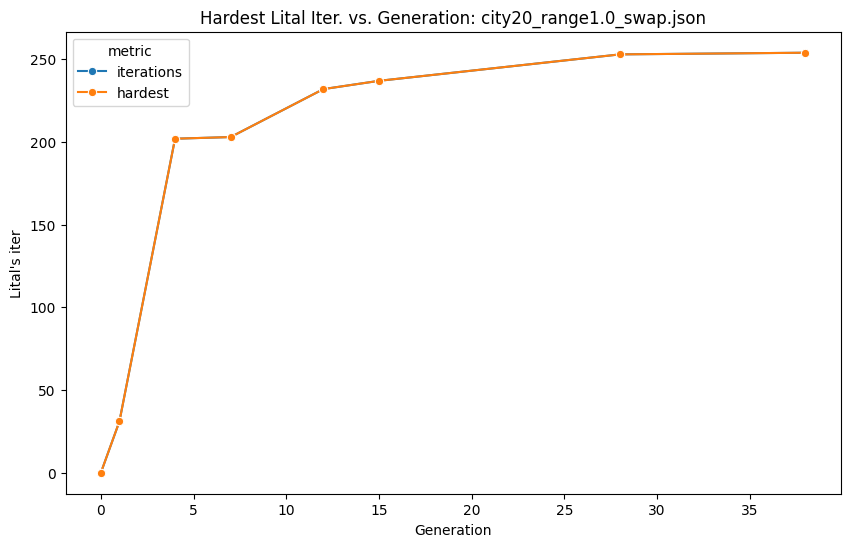 Hardest Lital Iter. vs. Generation: city20_range1.0_swap.json
metric
iterations
hardest
250
200
150
100
50
0
Lital's iter
0 5 10 15 20 25 30 35
Generation